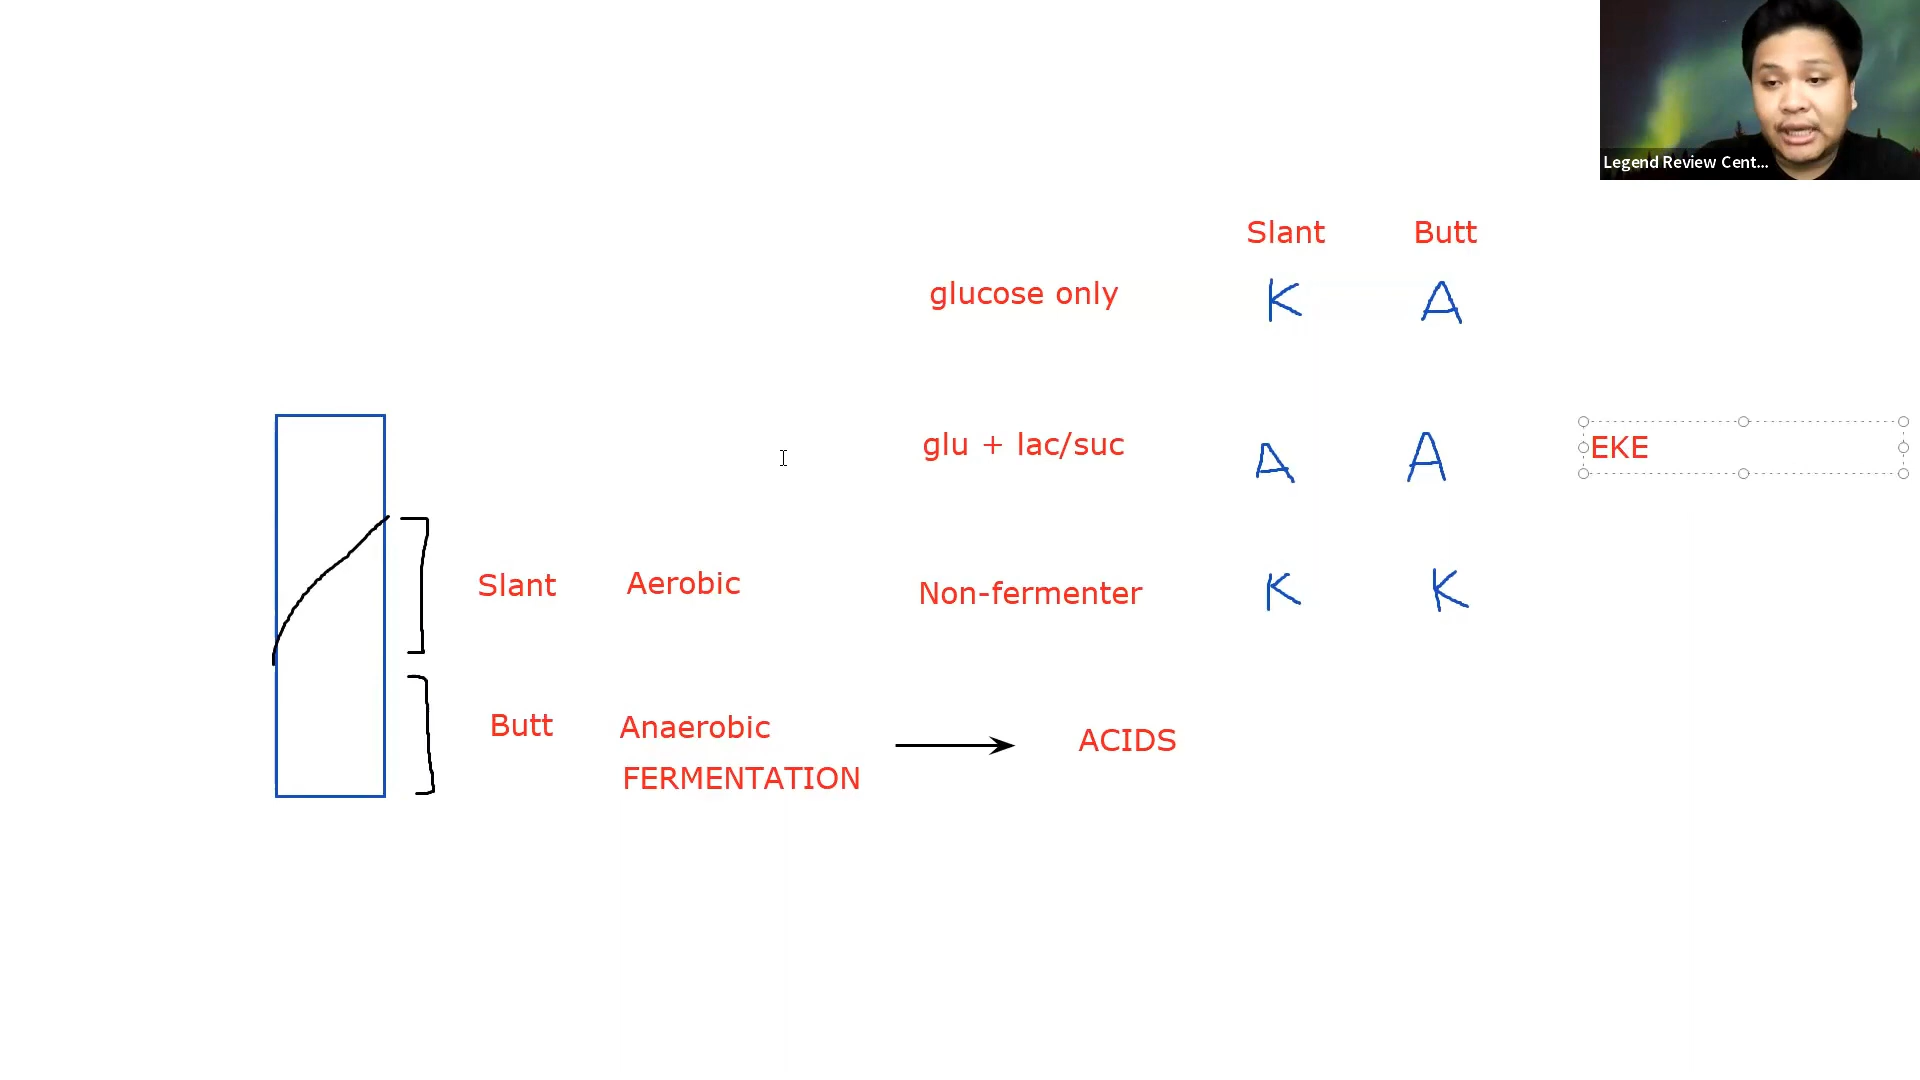 Legend Review Cent...
Slant Butt
glucose only K A
glu + lac/suc A A EKE
Slant Aerobic
Non-fermenter K K
Butt Anaerobic
FERMENTATION
ACIDS